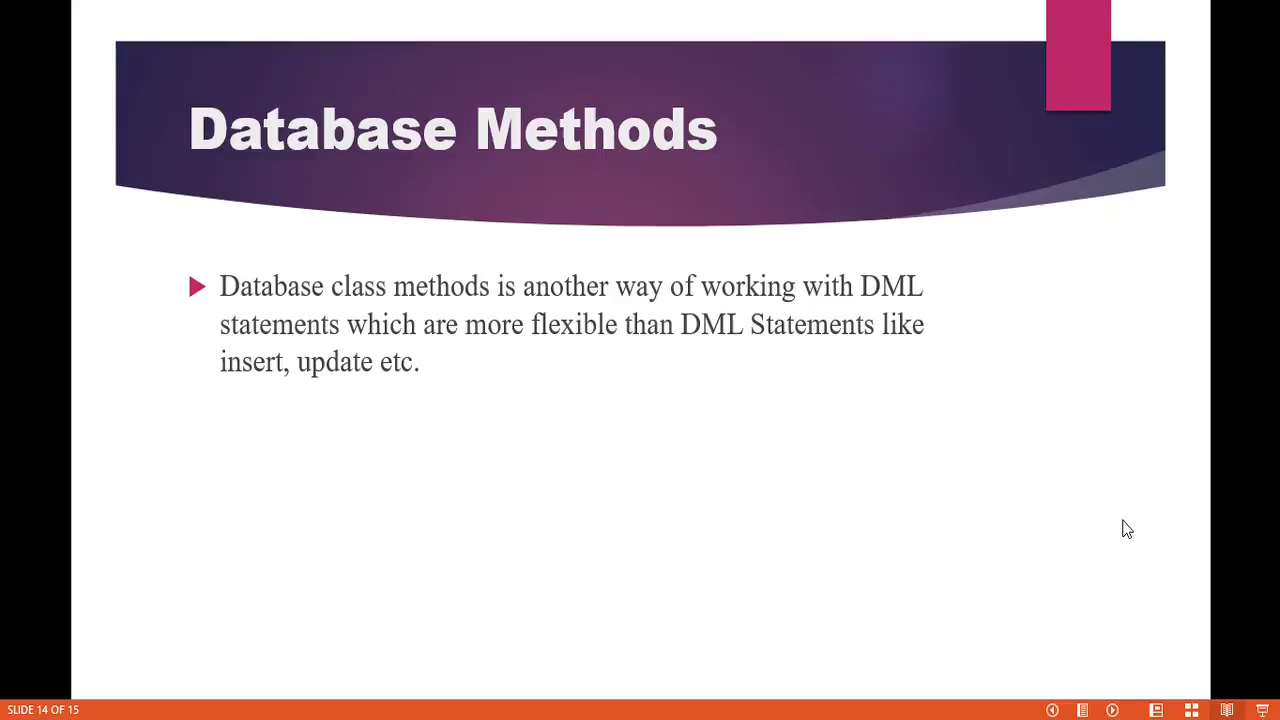 Database Methods
Database class methods is another way of working with DML
statements which are more flexible than DML Statements like
insert, update etc.
SLIDE 14 OF 15